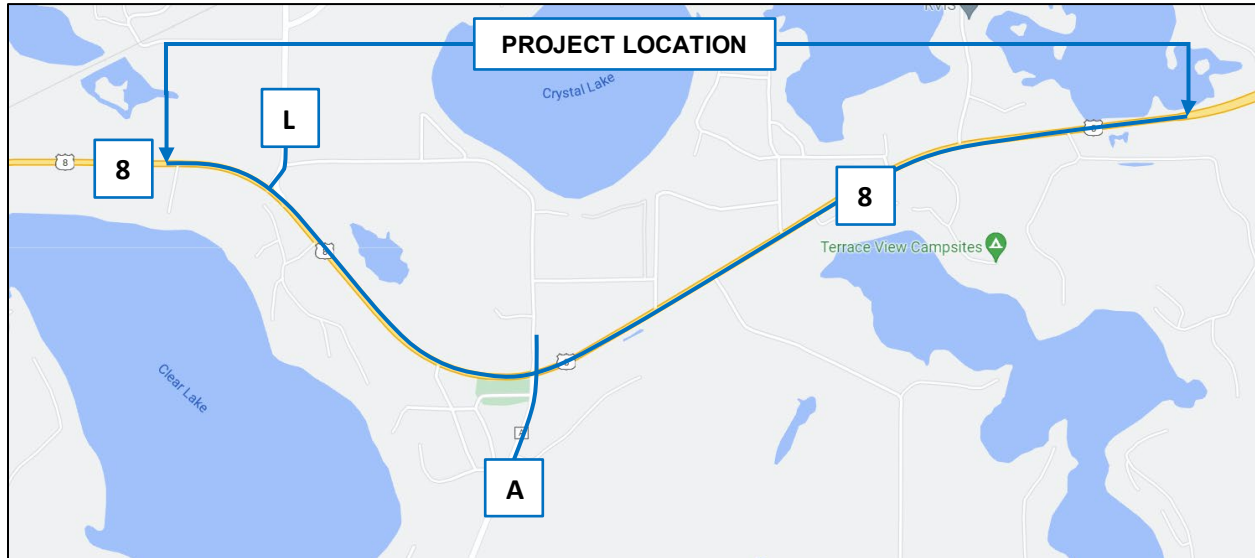 PROJECT LOCATION
Crystal Lake
L
8
8
8
8
8
Terrace View Campsites
8
Clear Lake
A
A